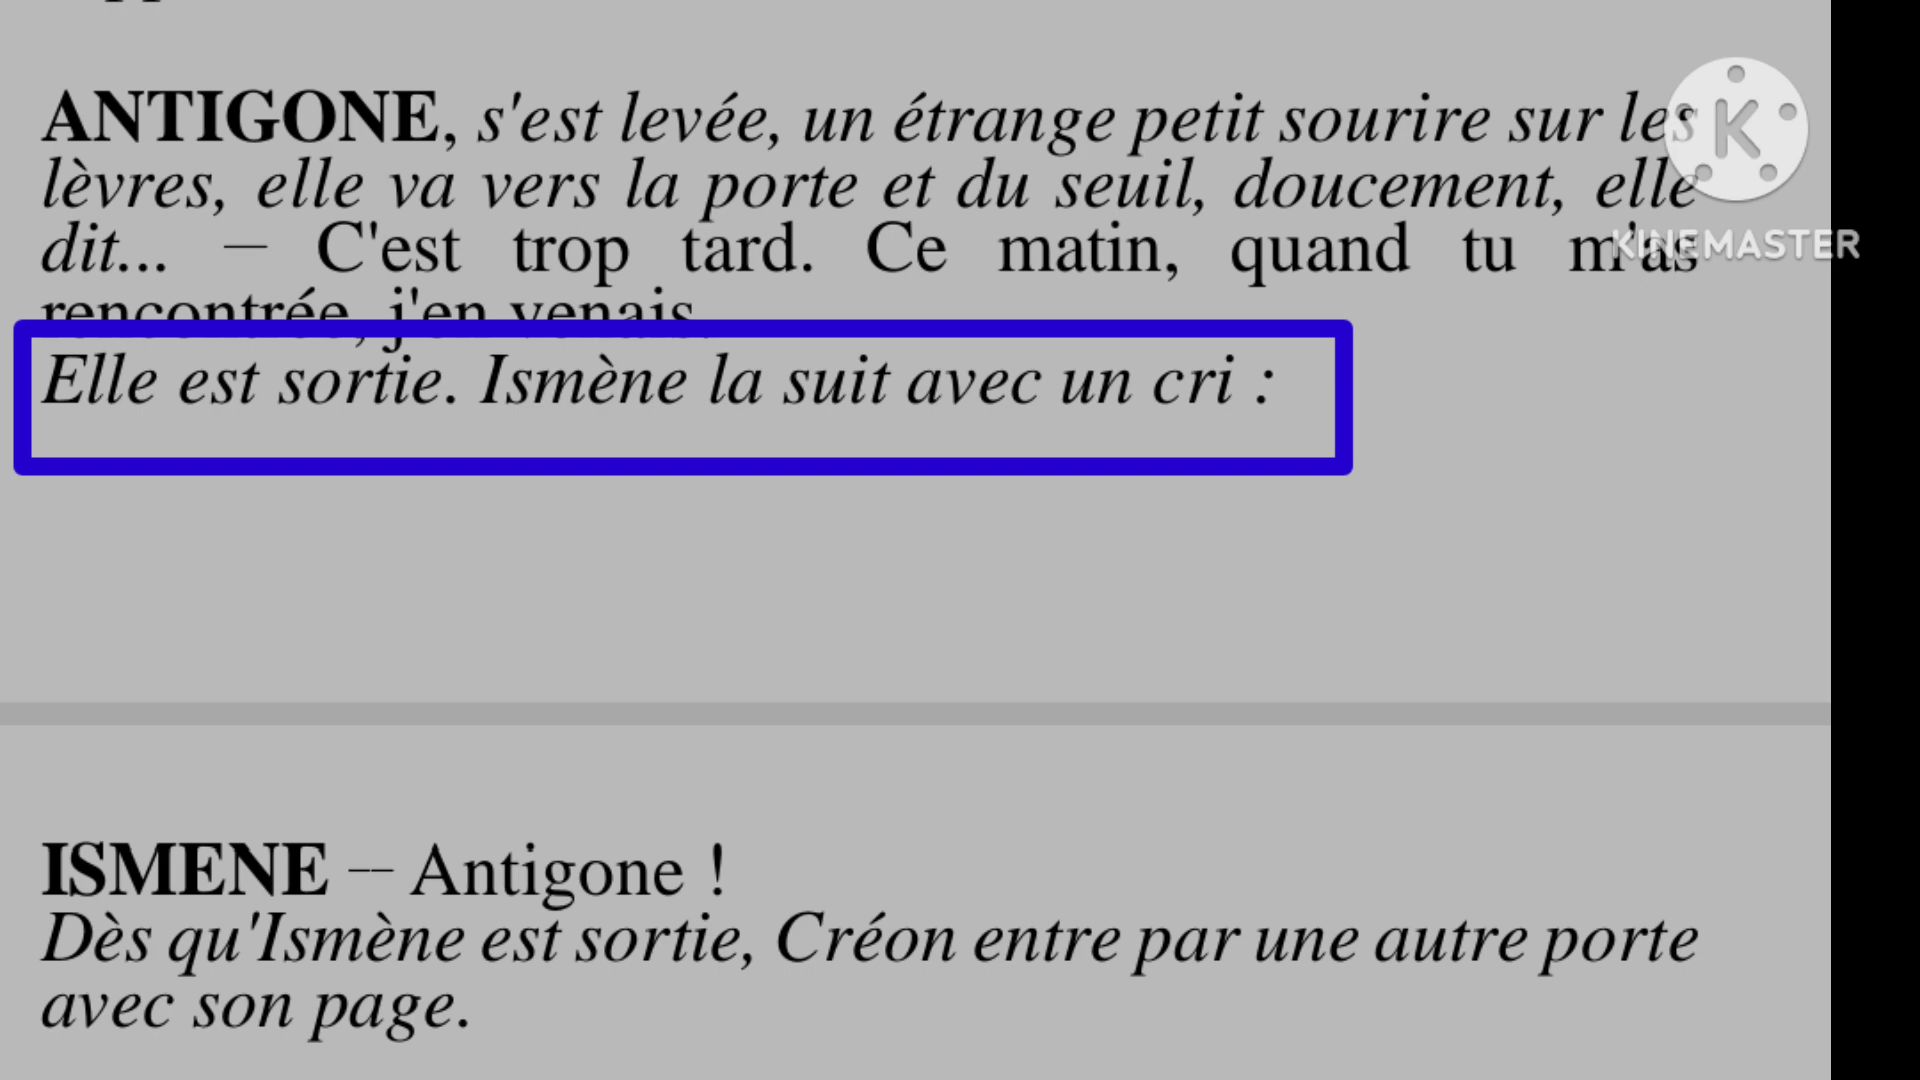 ANTIGONE, s'est levée, un étrange petit sourire sur les
lèvres, elle va vers la porte et du seuil, doucement, elle
dit... — C'est trop tard. Ce matin, quand tu m'as
rencontrée, j'en venais.
Elle est sortie. Ismène la suit avec un cri :
ISMENE -- Antigone !
Dès qu'Ismène est sortie, Créon entre par une autre porte
avec son page.
K
KINEMASTER